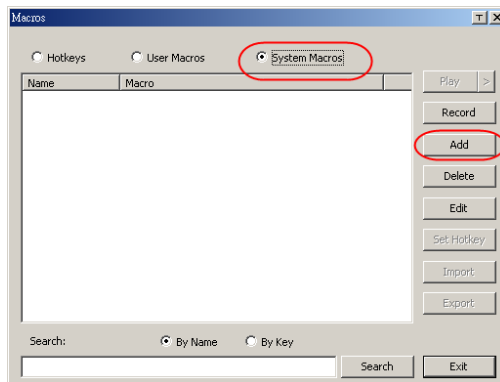 Macros
Hotkeys User Macros System Macros
Name Macro
Play >
Record
Add
Delete
Edit
Set Hotkey
Import
Export
Search: By Name By Key
Search Exit